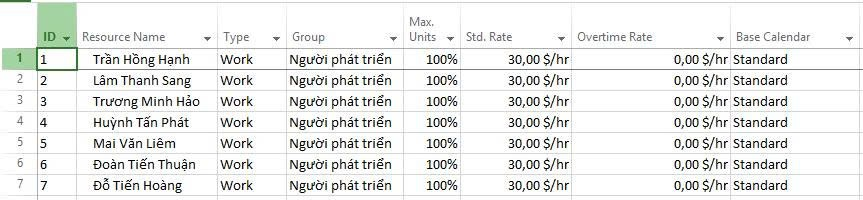 ID Resource Name Type Group Max. Units Std. Rate Overtime Rate Base Calendar
1 1 Trần Hồng Hạnh Work Người phát triển 100% 30,00 $/hr 0,00 $/hr Standard
2 2 Lâm Thanh Sang Work Người phát triển 100% 30,00 $/hr 0,00 $/hr Standard
3 3 Trương Minh Hảo Work Người phát triển 100% 30,00 $/hr 0,00 $/hr Standard
4 4 Huỳnh Tấn Phát Work Người phát triển 100% 30,00 $/hr 0,00 $/hr Standard
5 5 Mai Văn Liêm Work Người phát triển 100% 30,00 $/hr 0,00 $/hr Standard
6 6 Đoàn Tiến Thuận Work Người phát triển 100% 30,00 $/hr 0,00 $/hr Standard
7 7 Đỗ Tiến Hoàng Work Người phát triển 100% 30,00 $/hr 0,00 $/hr Standard